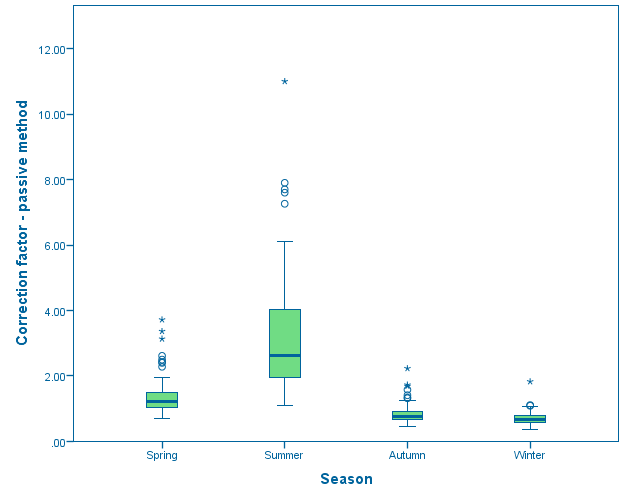 Correction factor - passive method
12.00
10.00
8.00
6.00
4.00
2.00
.00
Spring Summer Autumn Winter
Season